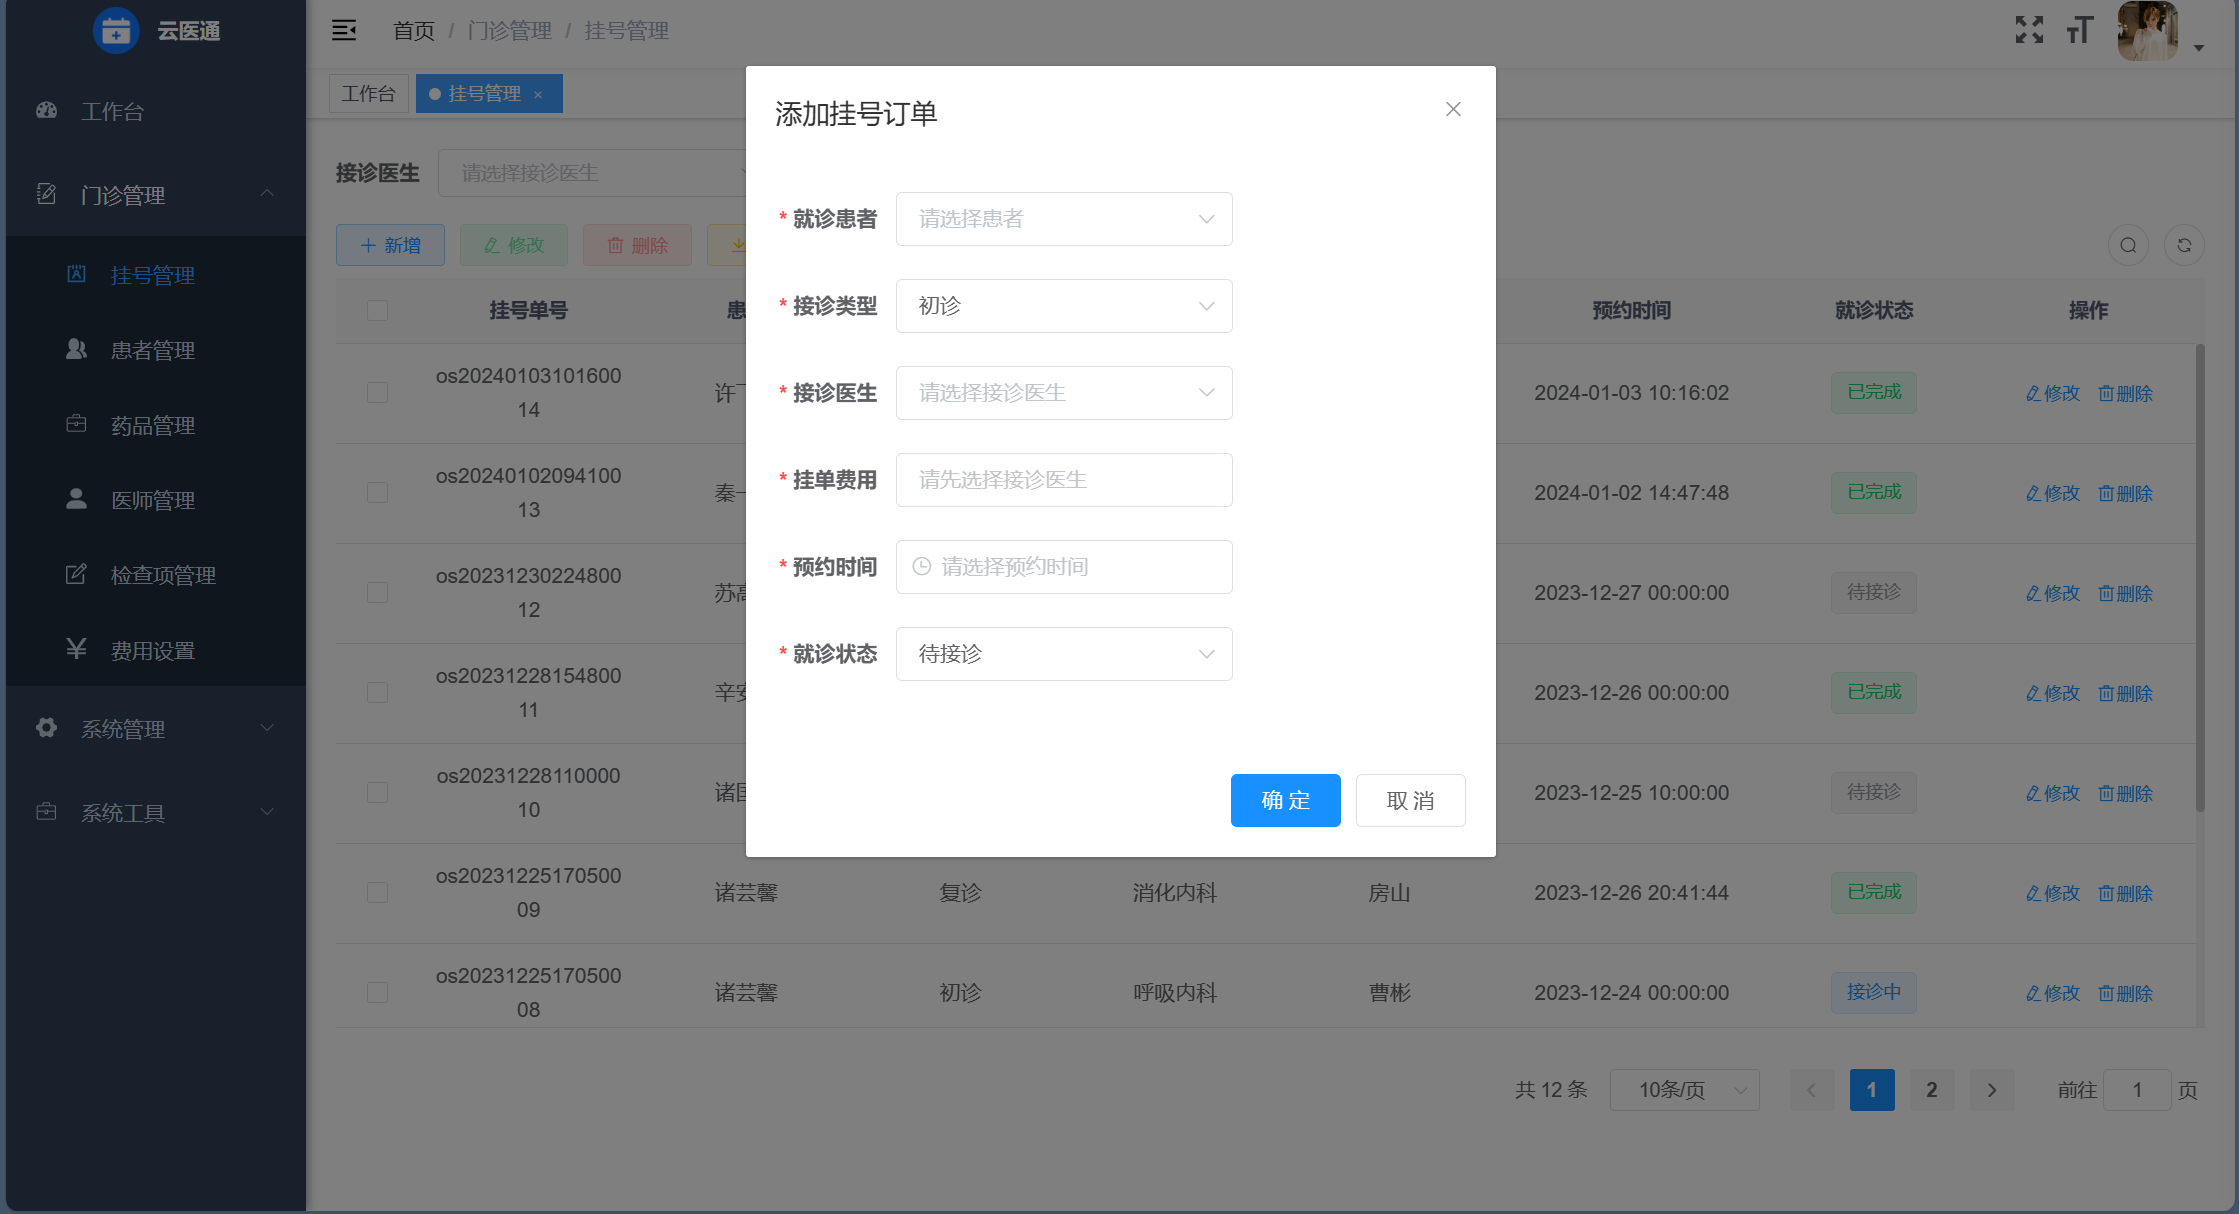 云医通
首页 / 门诊管理 / 挂号管理
工作台
挂号管理 ×
工作台
门诊管理
挂号管理
患者管理
药品管理
医师管理
检查项管理
费用设置
系统管理
系统工具
接诊医生 请选择接诊医生
新增 修改 删除
添加挂号订单
* 就诊患者 请选择患者
* 接诊类型 初诊
* 接诊医生 请选择接诊医生
* 挂单费用 请先选择接诊医生
* 预约时间 请选择预约时间
* 就诊状态 待接诊
确 定 取 消
挂号单号 患 预约时间 就诊状态 操作
os20240103101600
14
许 2024-01-03 10:16:02 已完成 修改 删除
os20240102094100
13
秦 2024-01-02 14:47:48 已完成 修改 删除
os20231230224800
12
苏 2023-12-27 00:00:00 待接诊 修改 删除
os20231228154800
11
辛 2023-12-26 00:00:00 已完成 修改 删除
os20231228110000
10
诸 2023-12-25 10:00:00 待接诊 修改 删除
os20231225170500
09
诸芸馨 复诊 消化内科 房山 2023-12-26 20:41:44 已完成 修改 删除
os20231225170500
08
诸芸馨 初诊 呼吸内科 曹彬 2023-12-24 00:00:00 接诊中 修改 删除
共 12 条 10条/页 1 2 前往 1 页